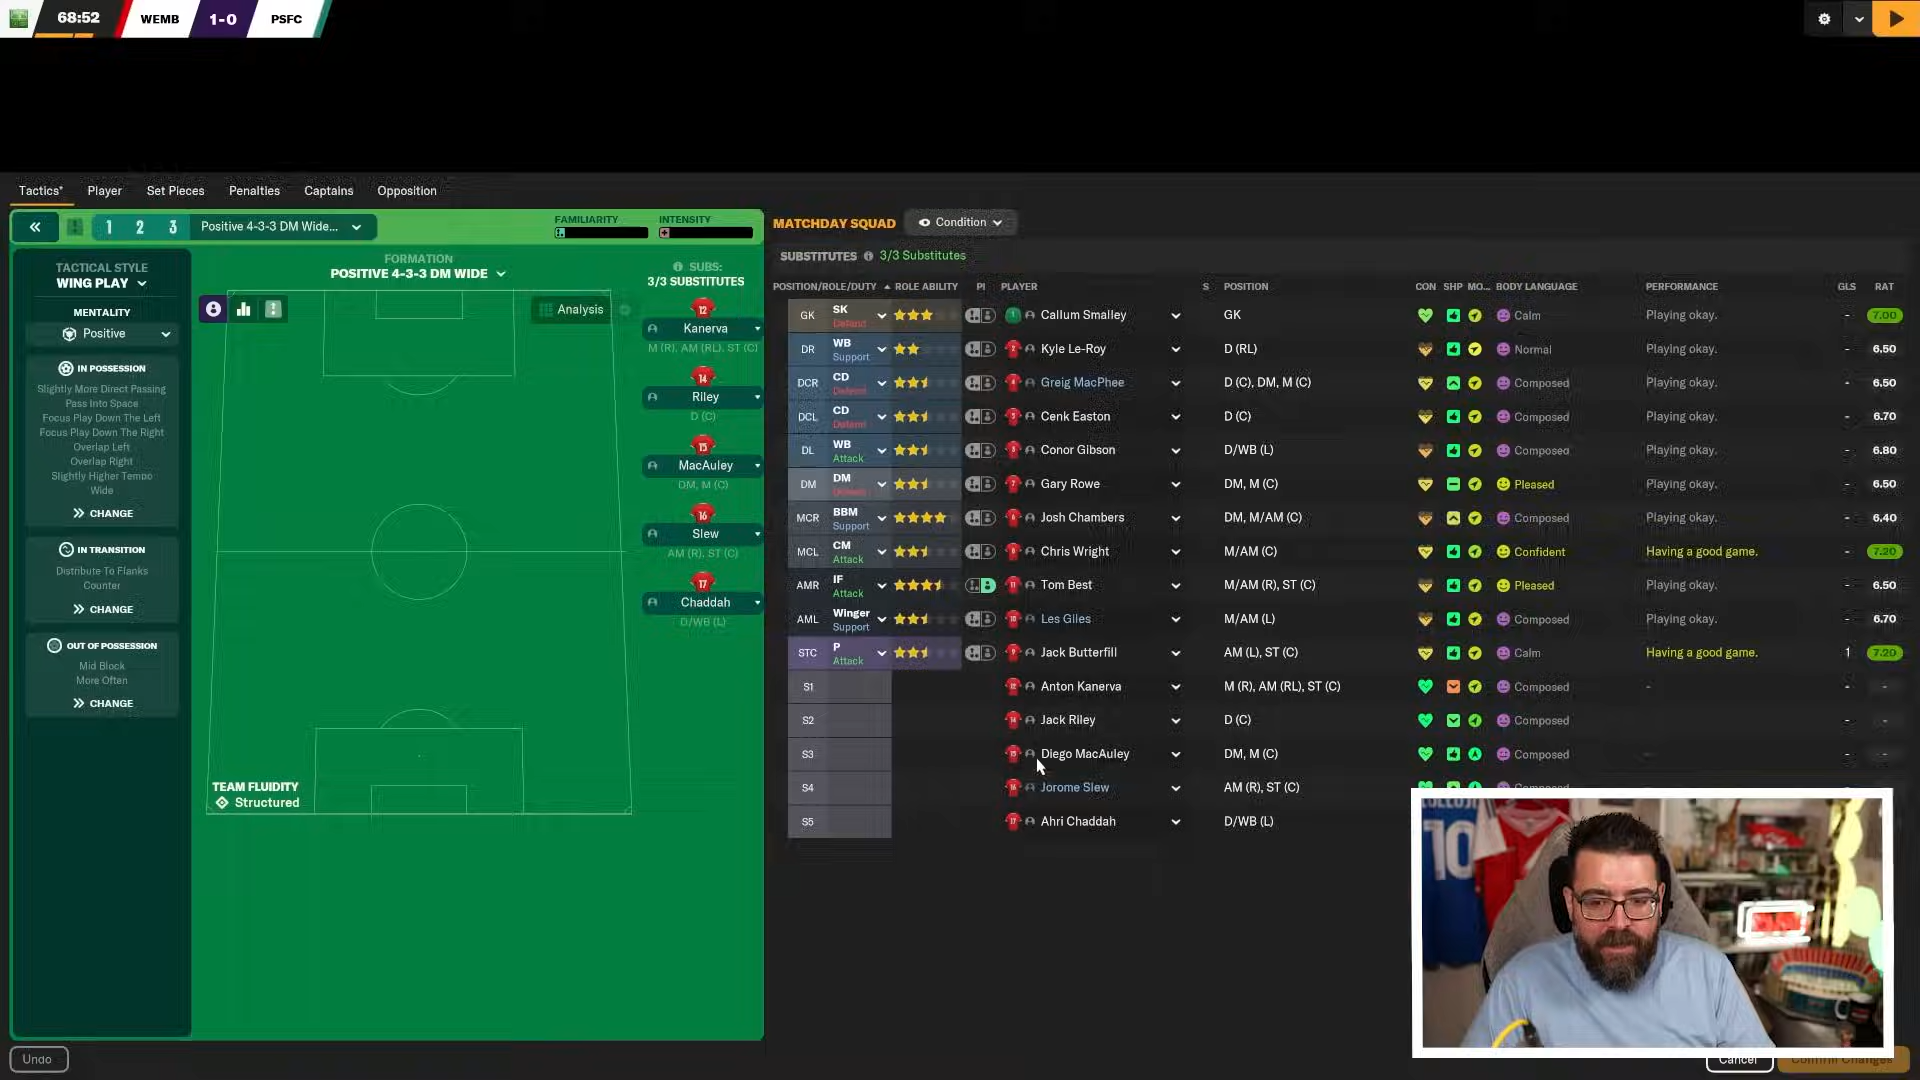 68:52 WEMB 1-0 PSFC
Tactics* Player Set Pieces Penalties Captains Opposition
1 2 3 Positive 4-3-3 DM Wide... FAMILIARITY INTENSITY
TACTICAL STYLE
WING PLAY
MENTALITY
Positive
IN POSSESSION
Slightly More Direct Passing
Pass Into Space
Focus Play Down The Left
Focus Play Down The Right
Overlap Left
Overlap Right
Slightly Higher Tempo
Wide
CHANGE
IN TRANSITION
Distribute To Flanks
Counter
CHANGE
OUT OF POSSESSION
Mid Block
More Often
CHANGE
FORMATION
POSITIVE 4-3-3 DM WIDE
Analysis
TEAM FLUIDITY
Structured
SUBS:
3/3 SUBSTITUTES
12
Kanerva
M (R), AM (RL), ST (C)
14
Riley
D (C)
15
MacAuley
DM, M (C)
16
Slew
AM (R), ST (C)
17
Chaddah
D/WB (L)
MATCHDAY SQUAD Condition
SUBSTITUTES 3/3 Substitutes
POSITION/ROLE/DUTY ROLE ABILITY PI PLAYER S POSITION CON SHP MO... BODY LANGUAGE PERFORMANCE GLS RAT
GK SK Defend Callum Smalley GK Calm Playing okay. - 7.00
DR WB Support Kyle Le-Roy D (RL) Normal Playing okay. - 6.50
DCR CD Defend Greig MacPhee D (C), DM, M (C) Composed Playing okay. - 6.50
DCL CD Defend Cenk Easton D (C) Composed Playing okay. - 6.70
DL WB Attack Conor Gibson D/WB (L) Composed Playing okay. - 6.80
DM DM Defend Gary Rowe DM, M (C) Pleased Playing okay. - 6.50
MCR BBM Support Josh Chambers DM, M/AM (C) Composed Playing okay. - 6.40
MCL CM Attack Chris Wright M/AM (C) Confident Having a good game. - 7.20
AMR IF Attack Tom Best M/AM (R), ST (C) Pleased Playing okay. - 6.50
AML Winger Support Les Giles M/AM (L) Composed Playing okay. - 6.70
STC P Attack Jack Butterfill AM (L), ST (C) Calm Having a good game. 1 7.20
S1 Anton Kanerva M (R), AM (RL), ST (C) Composed - - -
S2 Jack Riley D (C) Composed - - -
S3 Diego MacAuley DM, M (C) Composed - - -
S4 Jorome Slew AM (R), ST (C)
S5 Ahri Chaddah D/WB (L)
10
Undo Cancel Confirm Changes